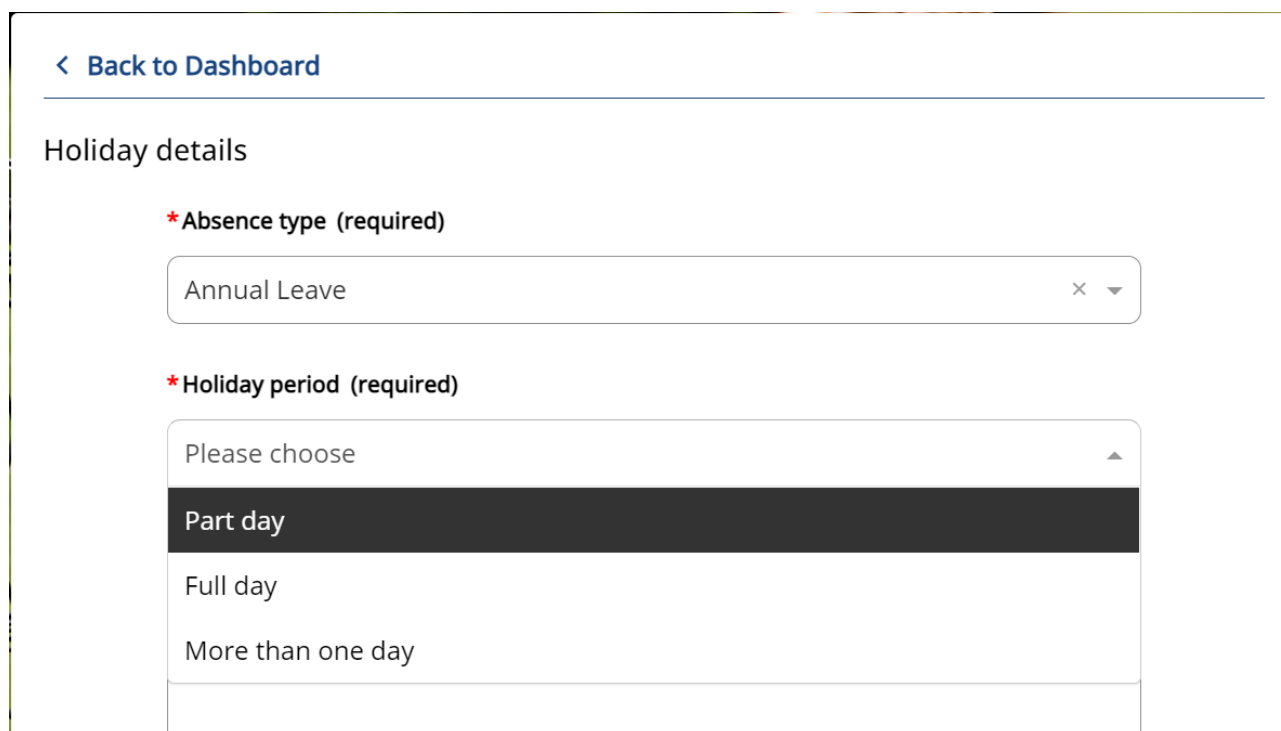 Back to Dashboard
Holiday details
*Absence type (required)
Annual Leave
*Holiday period (required)
Please choose
Part day
Full day
More than one day